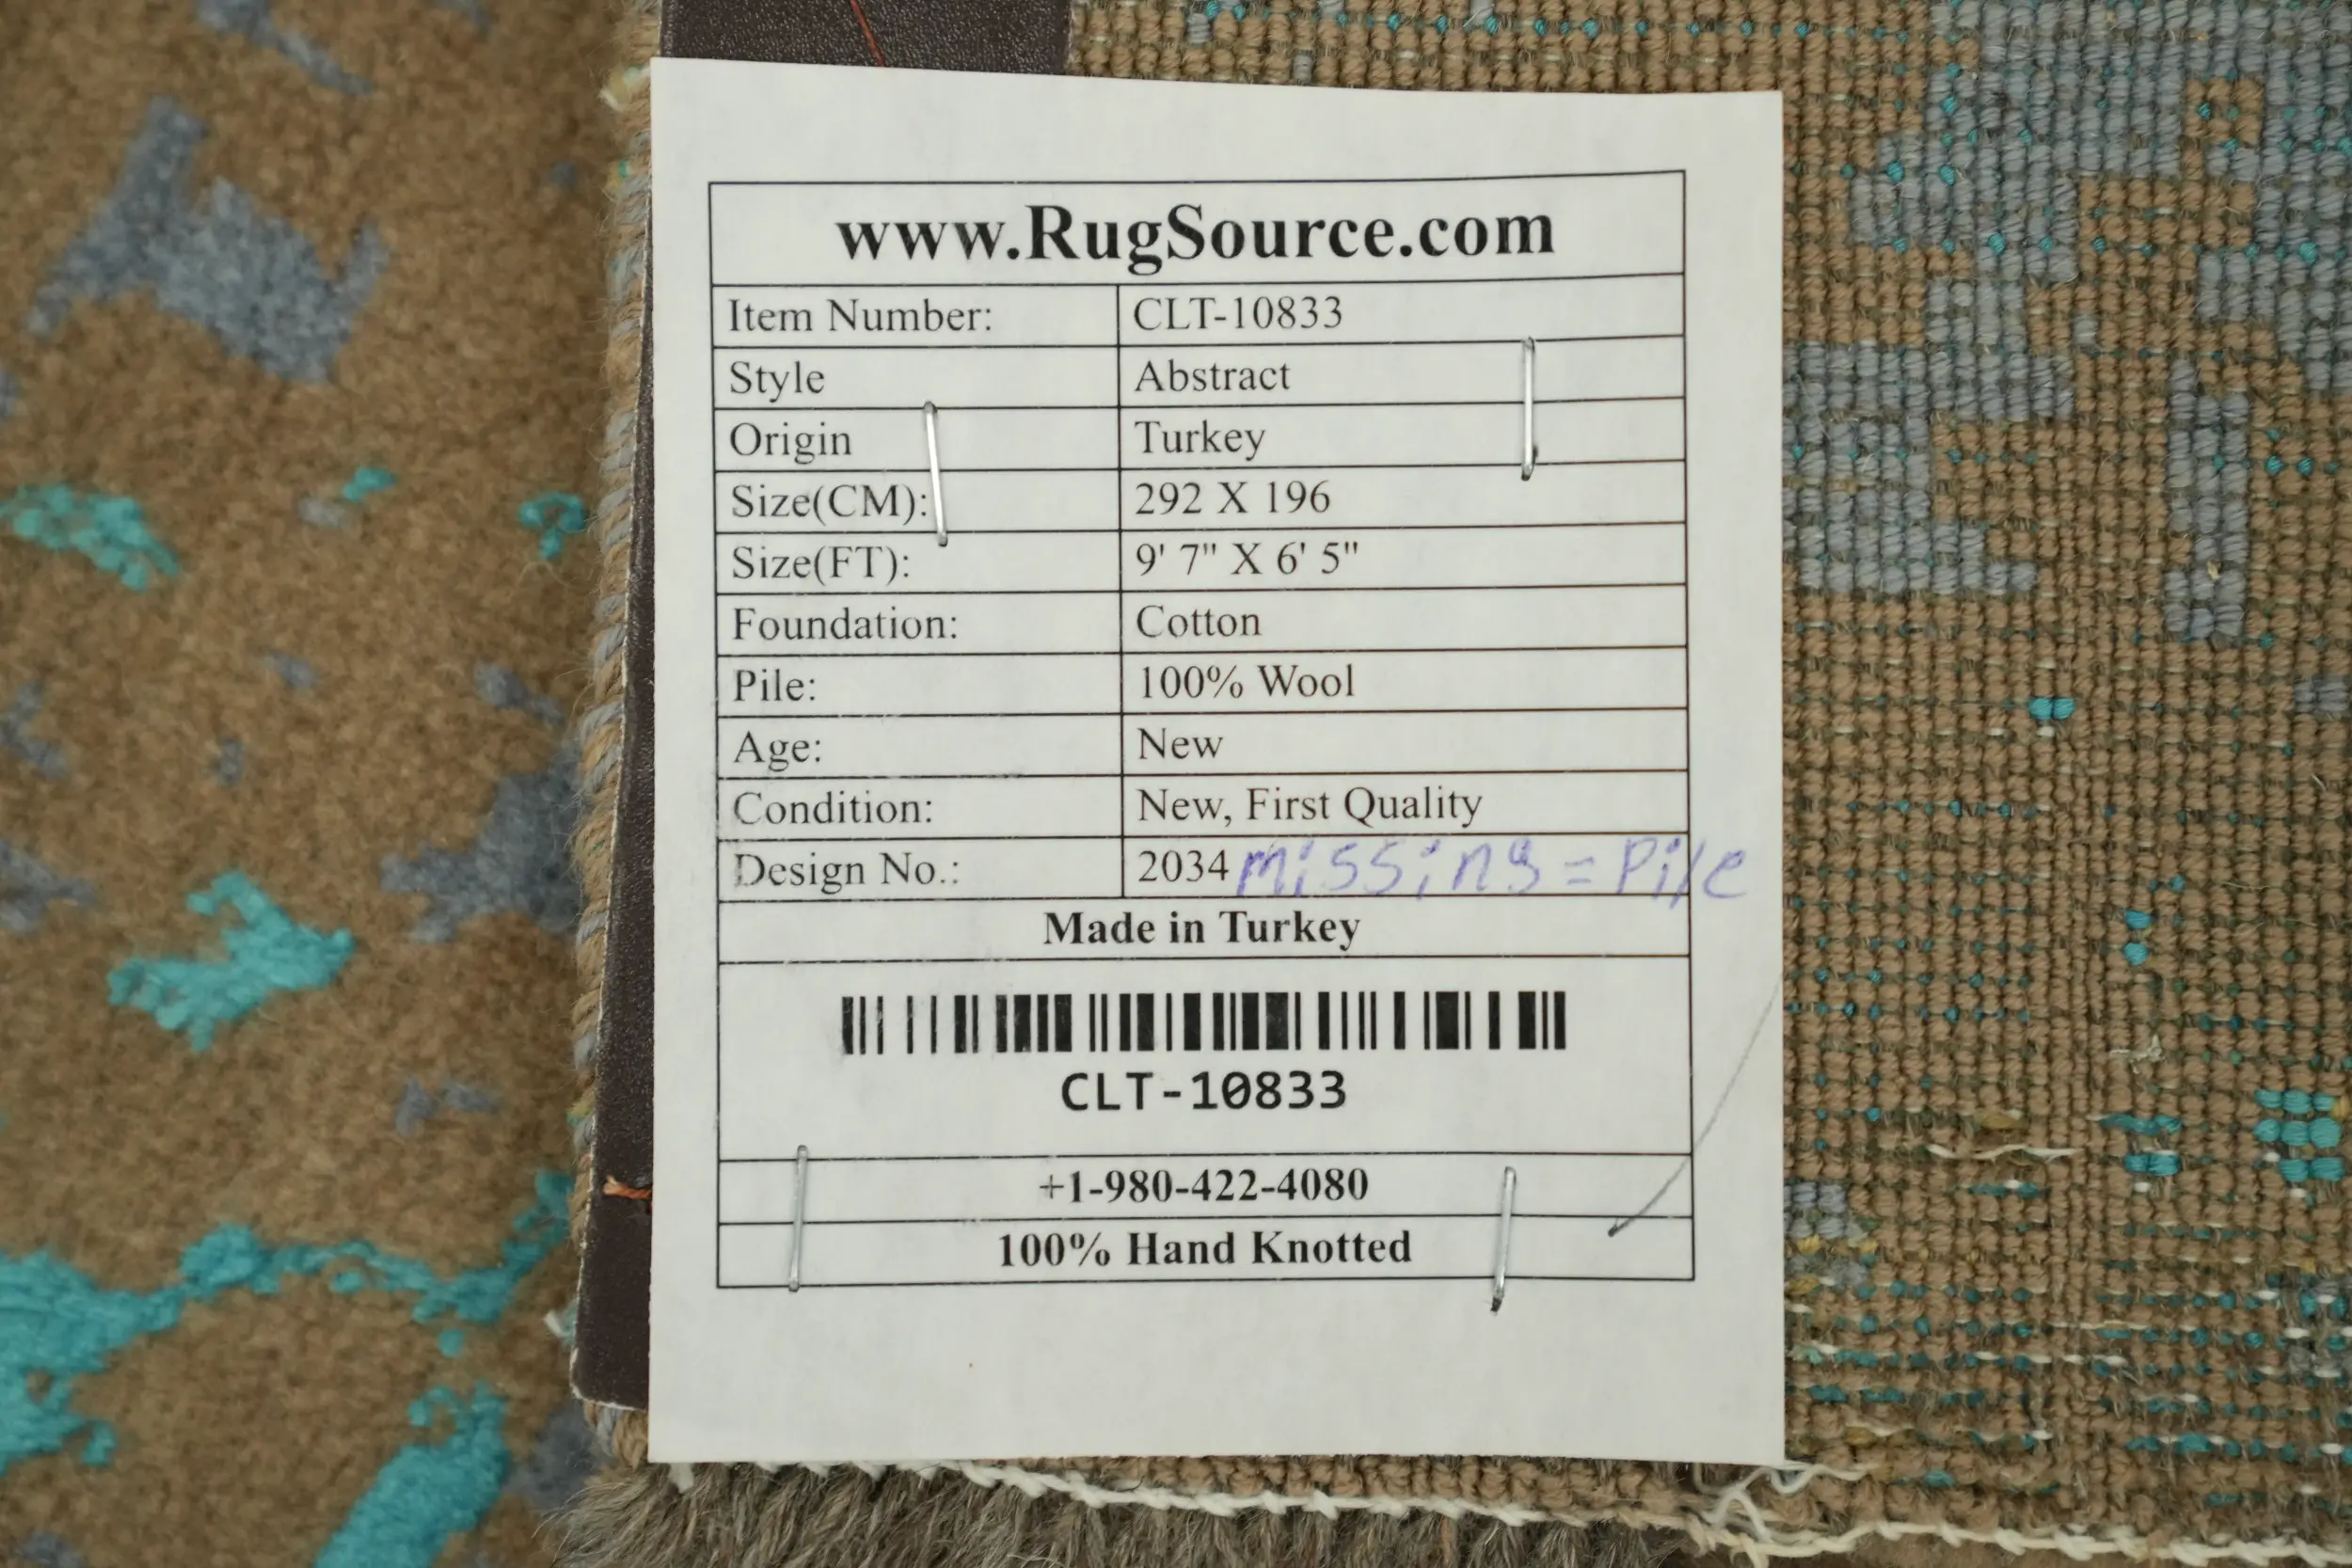 www.RugSource.com
Item Number: CLT-10833
Style Abstract
Origin Turkey
Size(CM): 292 X 196
Size(FT): 9' 7" X 6' 5"
Foundation: Cotton
Pile: 100% Wool
Age: New
Condition: New, First Quality
Design No.: 2034 missing = Pile
Made in Turkey
CLT-10833
+1-980-422-4080
100% Hand Knotted